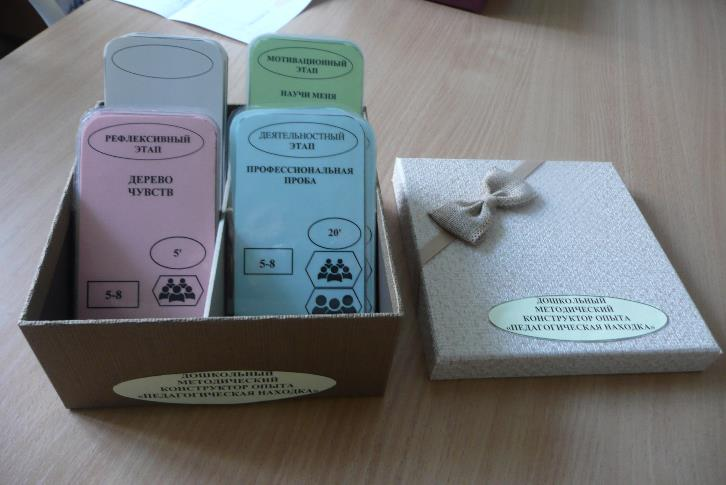 МОТИВАЦИОННЫЙ
ЭТАП
НАУЧИ МЕНЯ
РЕФЛЕКСИВНЫЙ
ЭТАП
ДЕРЕВО
ЧУВСТВ
5'
5-8
ДЕЯТЕЛЬНОСТНЫЙ
ЭТАП
ПРОФЕССИОНАЛЬНАЯ
ПРОБА
20'
5-8
ДОШКОЛЬНЫЙ
МЕТОДИЧЕСКИЙ
КОНСТРУКТОР ОПЫТА
«ПЕДАГОГИЧЕСКАЯ НАХОДКА»
ДОШКОЛЬНЫЙ
МЕТОДИЧЕСКИЙ
КОНСТРУКТОР ОПЫТА
«ПЕДАГОГИЧЕСКАЯ НАХОДКА»